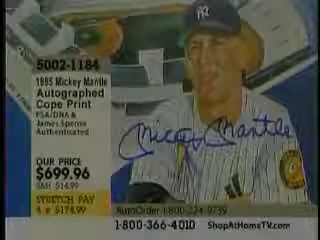 5002-1184
1985 Mickey Mantle
Autographed
Cope Print
PSA/DNA &
James Spence
Authenticated
Mickey Mantle
OUR PRICE
$699.96
S&H $14.99
STRETCH PAY
4 x $174.99
AutoOrder 1-800-224-9739
1-800-366-4010 ShopAtHomeTV.com